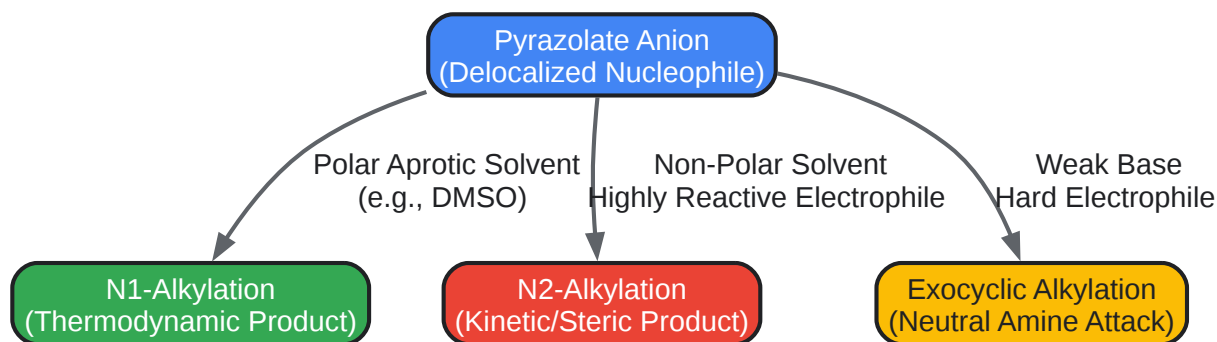 Pyrazolate Anion
(Delocalized Nucleophile)
Polar Aprotic Solvent
(e.g., DMSO)
Non-Polar Solvent
Highly Reactive Electrophile
Weak Base
Hard Electrophile
N1-Alkylation
(Thermodynamic Product)
N2-Alkylation
(Kinetic/Steric Product)
Exocyclic Alkylation
(Neutral Amine Attack)